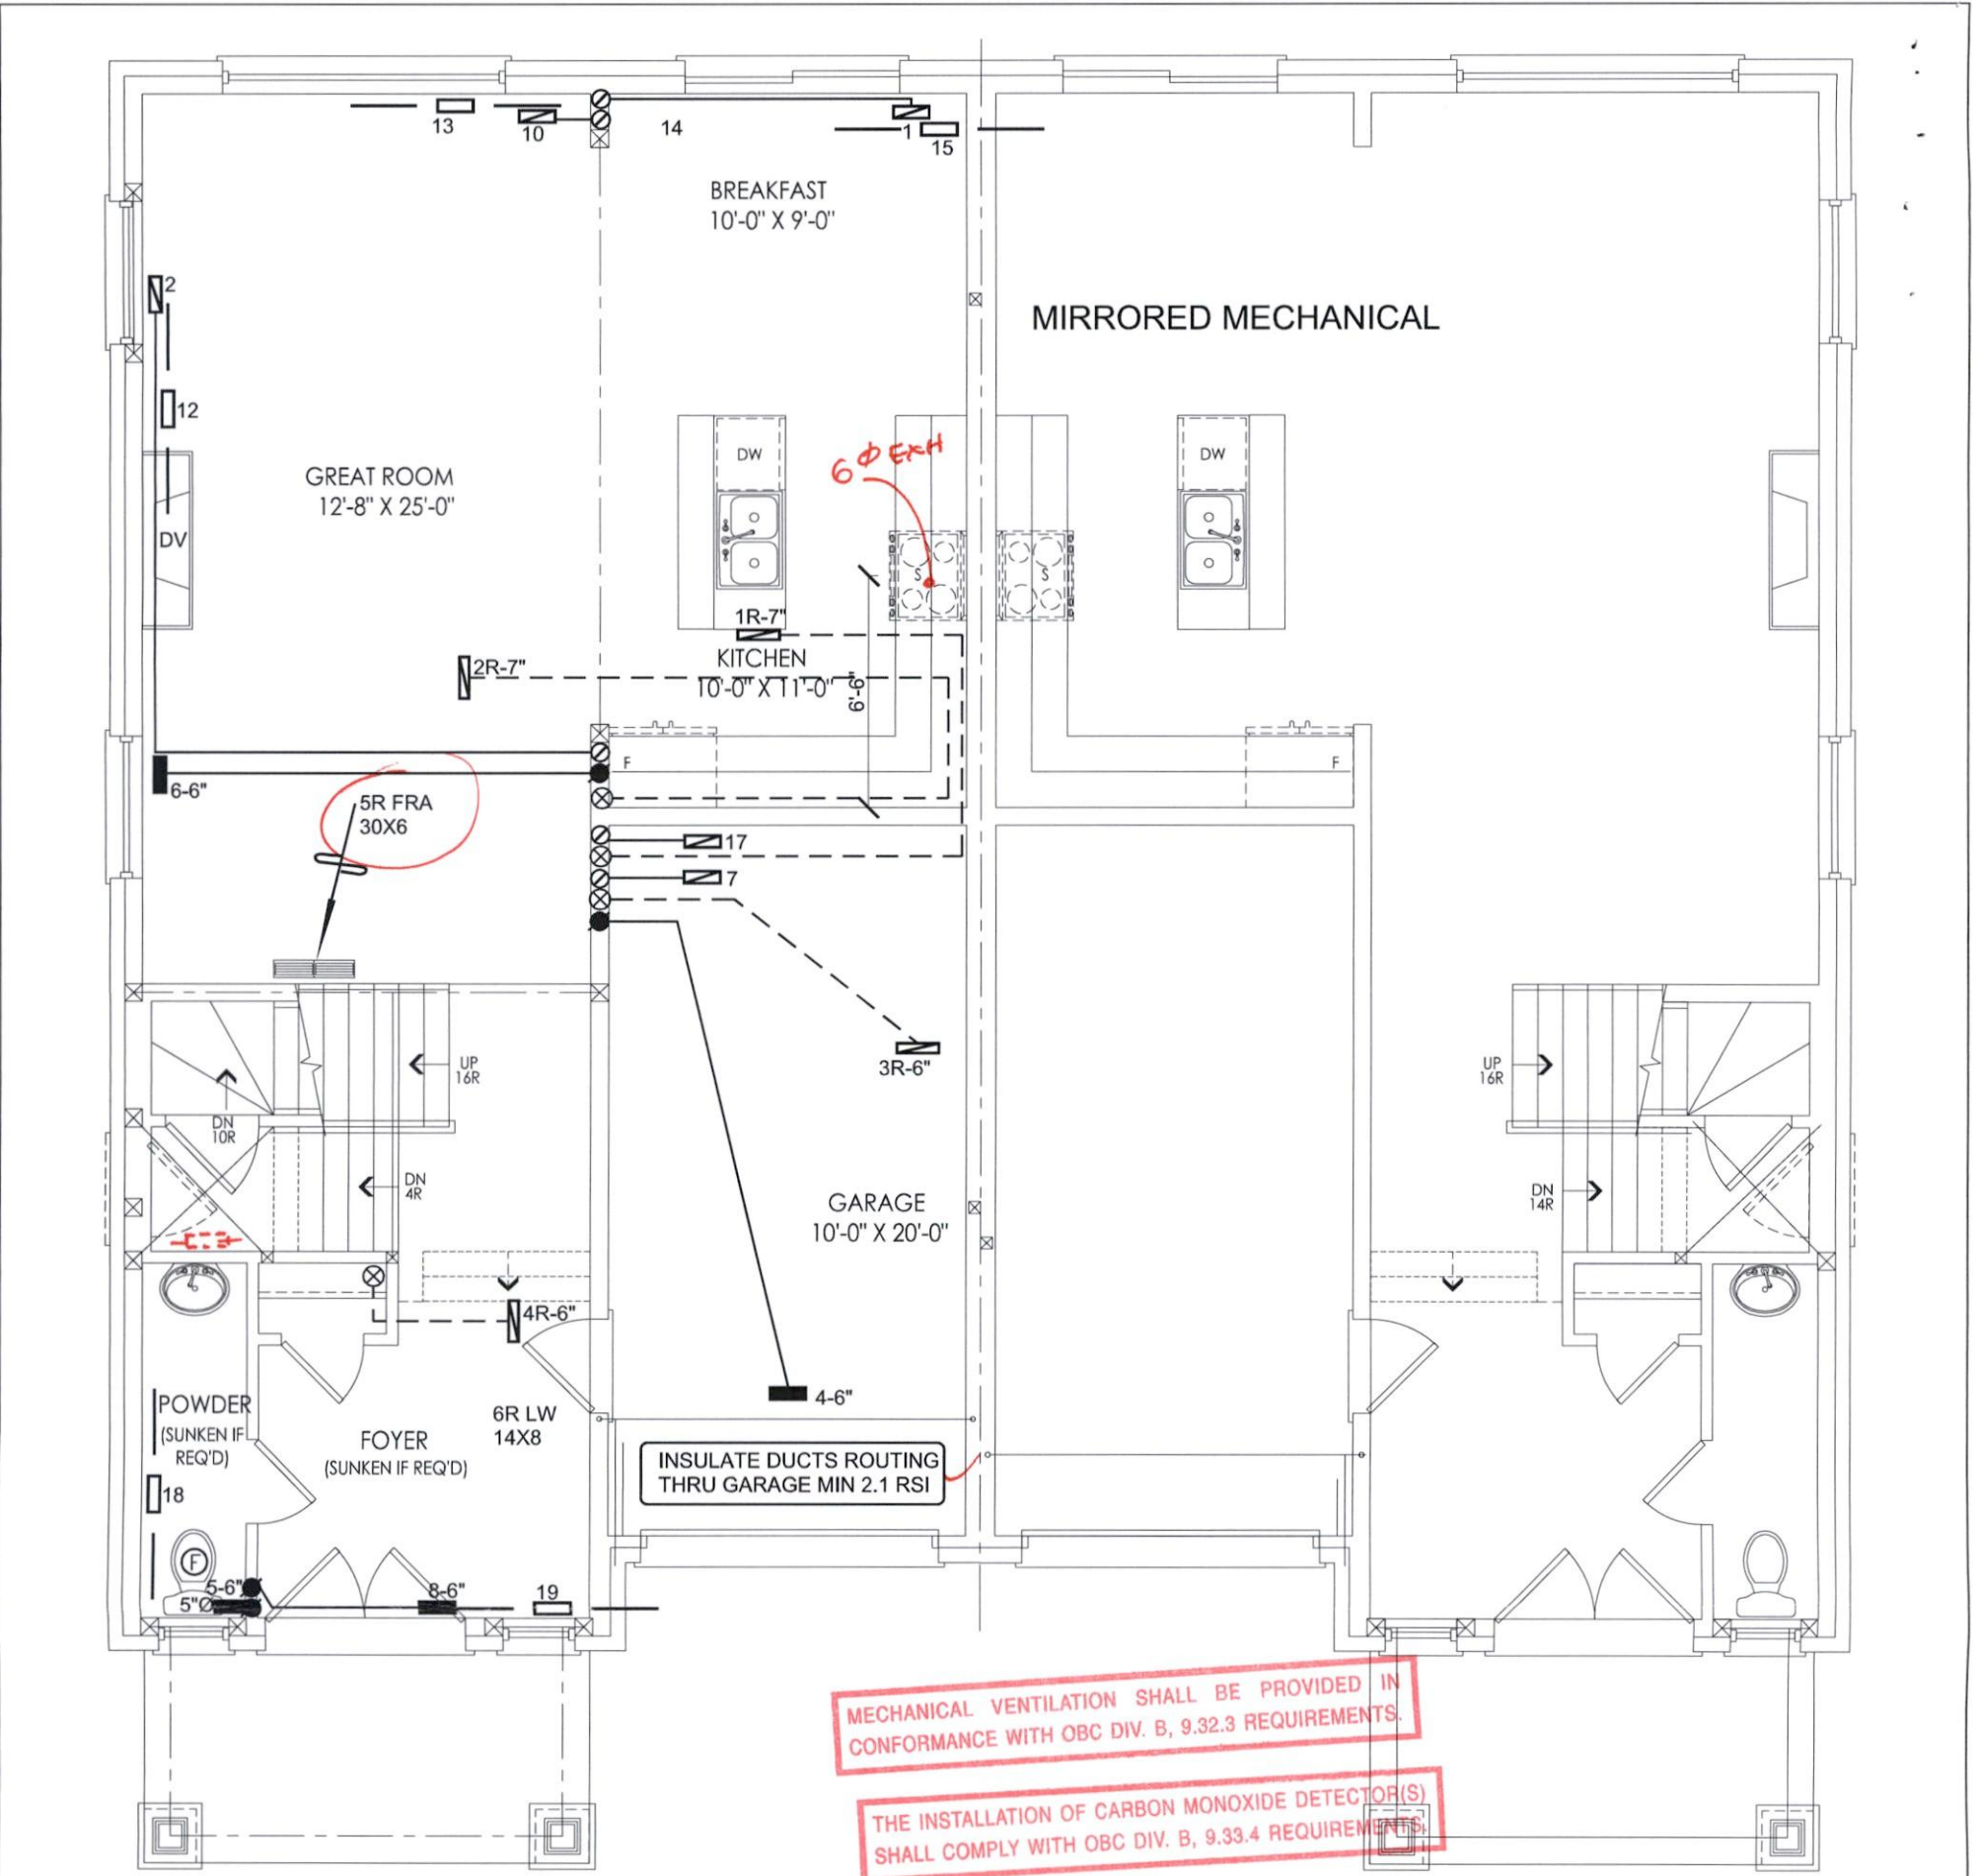 13
10
14
1
15
BREAKFAST
10'-0" X 9'-0"
2
MIRRORED MECHANICAL
12
DW
DW
6 Φ EXH
GREAT ROOM
12'-8" X 25'-0"
DV
S
S
1R-7"
2R-7"
KITCHEN
10'-0" X 11'-0"
6'-6"
F
F
6-6"
5R FRA
30X6
17
7
3R-6"
UP
16R
UP
16R
DN
10R
DN
4R
DN
14R
GARAGE
10'-0" X 20'-0"
4R-6"
4-6"
POWDER
(SUNKEN IF
REQ'D)
6R LW
14X8
FOYER
(SUNKEN IF REQ'D)
INSULATE DUCTS ROUTING
THRU GARAGE MIN 2.1 RSI
18
F
5-6"
5"Ø
8-6"
19
MECHANICAL VENTILATION SHALL BE PROVIDED IN
CONFORMANCE WITH OBC DIV. B, 9.32.3 REQUIREMENTS.
THE INSTALLATION OF CARBON MONOXIDE DETECTOR(S)
SHALL COMPLY WITH OBC DIV. B, 9.33.4 REQUIREMENTS.